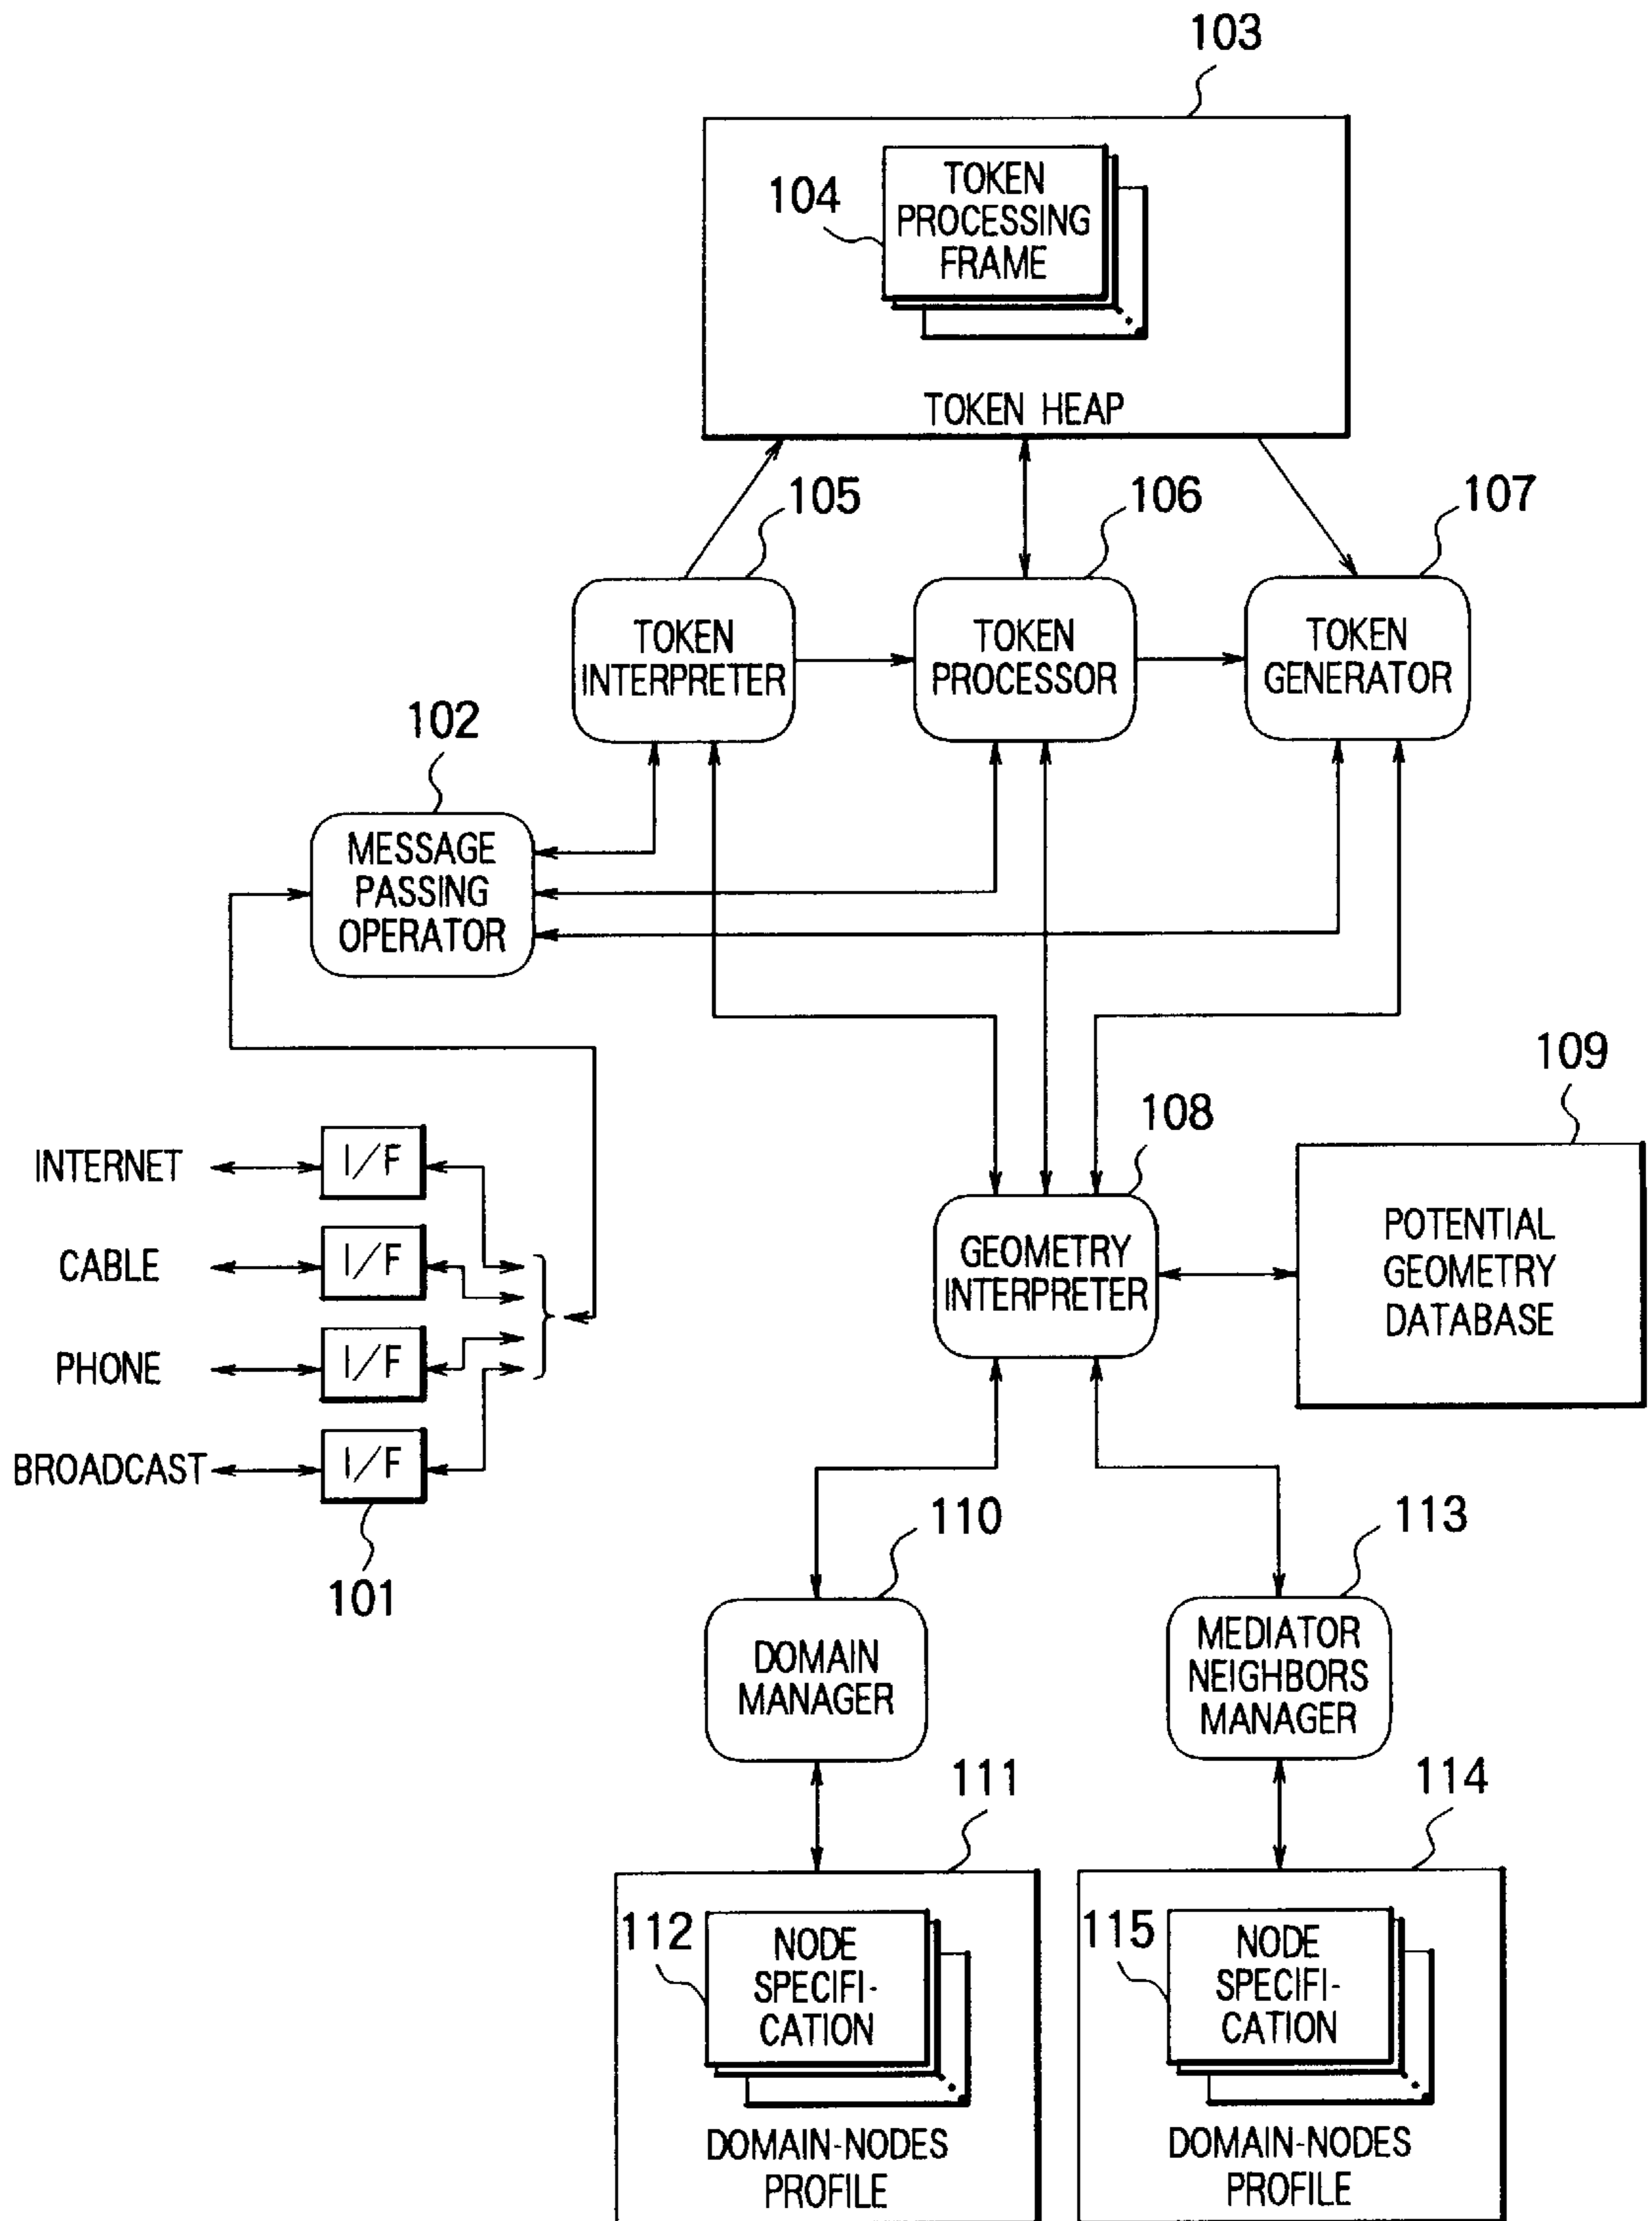 103
104
TOKEN
PROCESSING
FRAME
TOKEN HEAP
105
106
107
TOKEN
INTERPRETER
TOKEN
PROCESSOR
TOKEN
GENERATOR
102
MESSAGE
PASSING
OPERATOR
109
108
INTERNET
I/F
CABLE
I/F
PHONE
I/F
BROADCAST
I/F
101
GEOMETRY
INTERPRETER
POTENTIAL
GEOMETRY
DATABASE
110
113
DOMAIN
MANAGER
MEDIATOR
NEIGHBORS
MANAGER
111
114
112
NODE
SPECIFI-
CATION
DOMAIN-NODES
PROFILE
115
NODE
SPECIFI-
CATION
DOMAIN-NODES
PROFILE